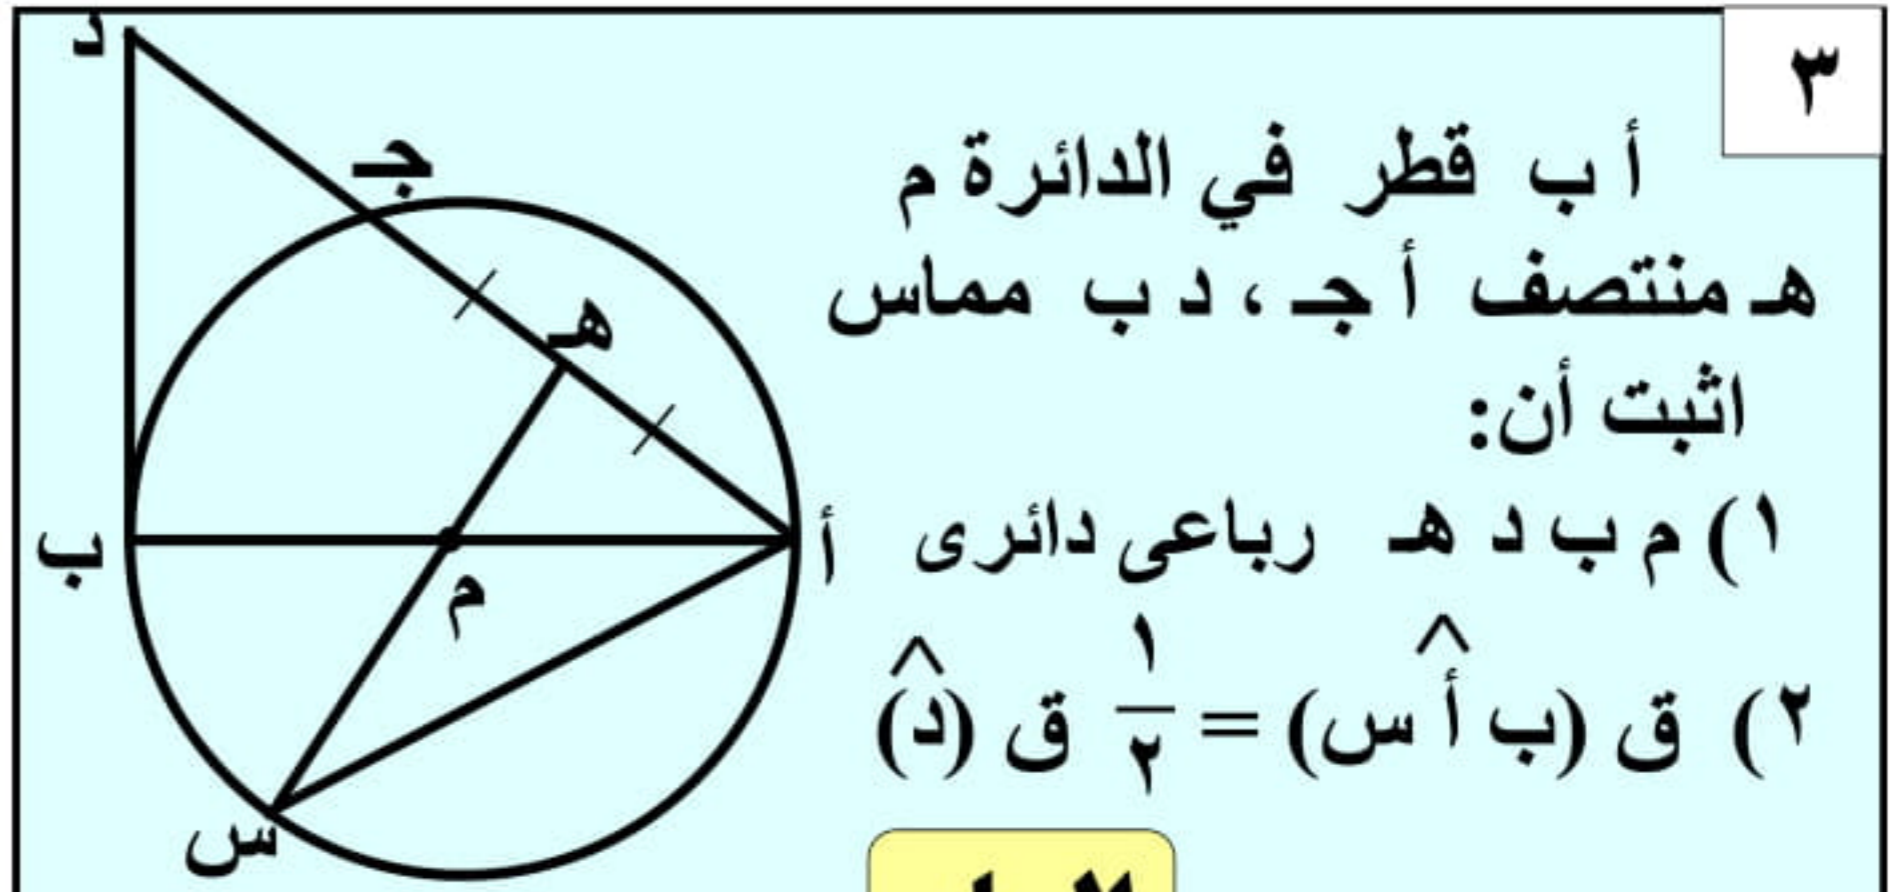 ٣
أ ب قطر في الدائرة م
هـ منتصف أ جـ ، د ب مماس
اثبت أن:
١) م ب د هـ رباعى دائرى
٢) ق (ب أ^ س) = ١/٢ ق (د^)
د
جـ
هـ
أ
ب
م
س